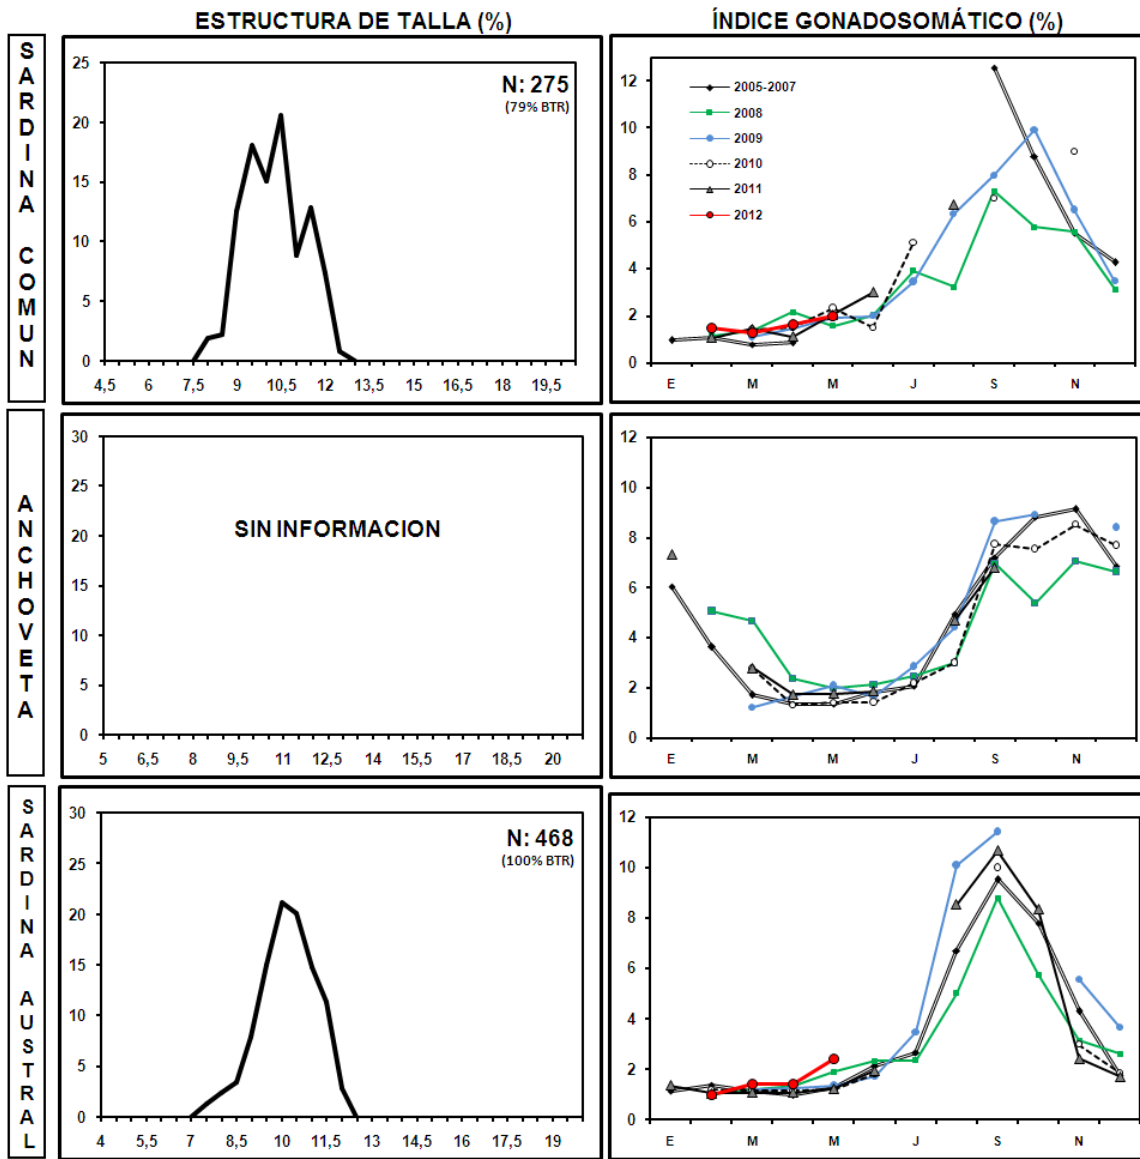 ESTRUCTURA DE TALLA (%)
ÍNDICE GONADOSOMÁTICO (%)
SARDINA COMUN
25
20
15
10
5
0
4,5 6 7,5 9 10,5 12 13,5 15 16,5 18 19,5
N: 275
(79% BTR)
12
10
8
6
4
2
0
E M M J S N
2005-2007
2008
2009
2010
2011
2012
ANCHOVETA
30
25
20
15
10
5
0
5 6,5 8 9,5 11 12,5 14 15,5 17 18,5 20
SIN INFORMACION
12
10
8
6
4
2
0
E M M J S N
SARDINA AUSTRAL
30
25
20
15
10
5
0
4 5,5 7 8,5 10 11,5 13 14,5 16 17,5 19
N: 468
(100% BTR)
12
10
8
6
4
2
0
E M M J S N